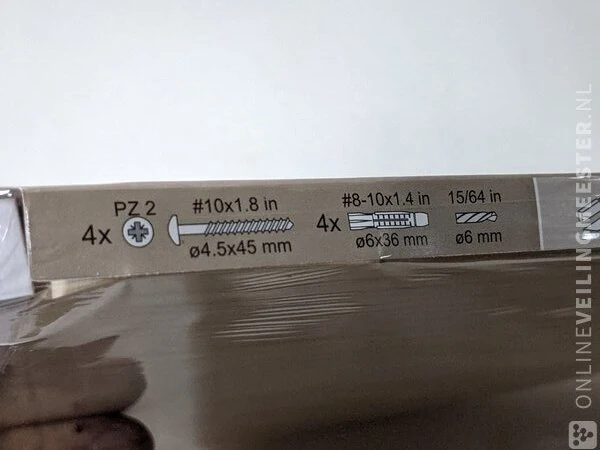 PZ 2
4x
#10x1.8 in
ø4.5x45 mm
4x
#8-10x1.4 in
ø6x36 mm
15/64 in
ø6 mm
ONLINEVEILINGMEESTER.NL